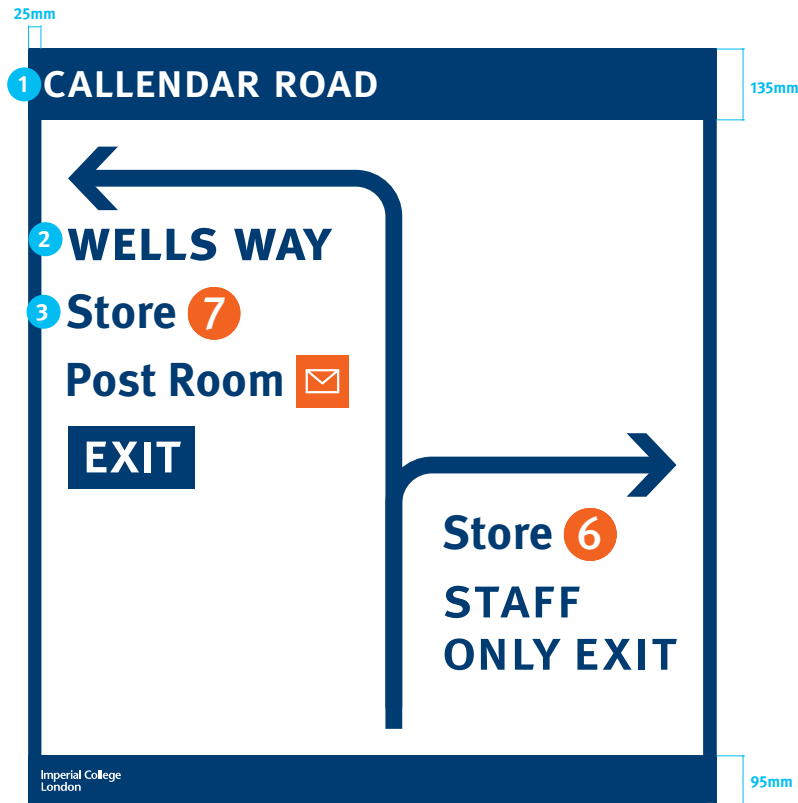 25mm
1 CALLENDAR ROAD
135mm
2 WELLS WAY
3 Store 7
Post Room
EXIT
Store 6
STAFF
ONLY EXIT
Imperial College
London
95mm